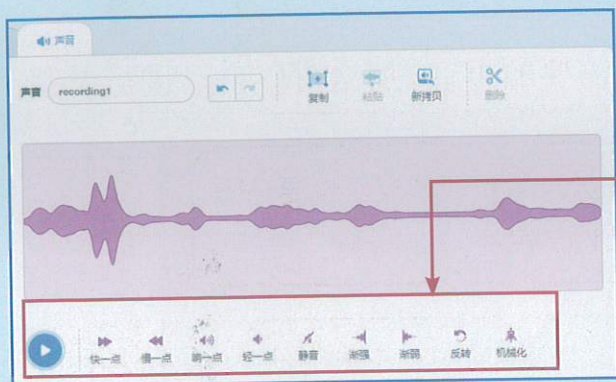 声音
声音 recording1 复制 粘贴 新拷贝 删除
快一点 慢一点 响一点 轻一点 静音 渐强 渐弱 反转 机械化